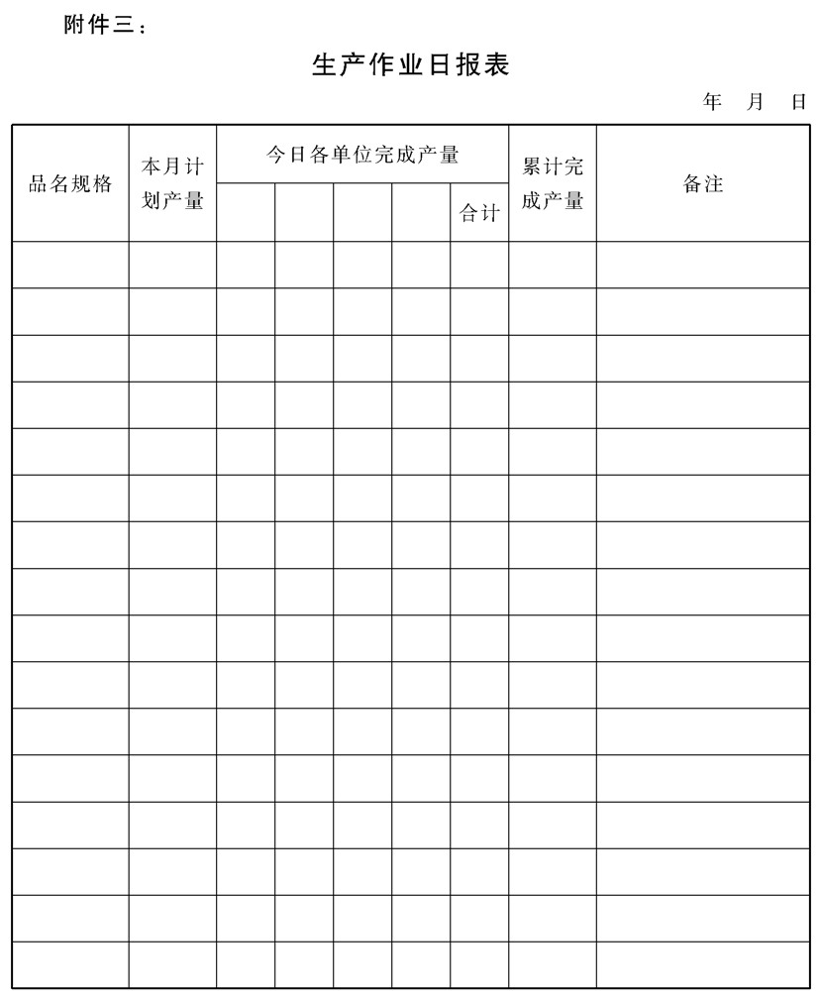 附件三：
生产作业日报表
年 月 日
品名规格
本月计
划产量
今日各单位完成产量
合计
累计完
成产量
备注